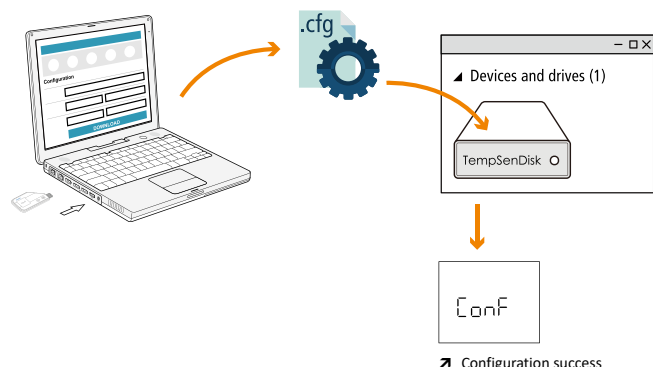 Configuration
DOWNLOAD
.cfg
Devices and drives (1)
TempSenDisk
ConF
Configuration success